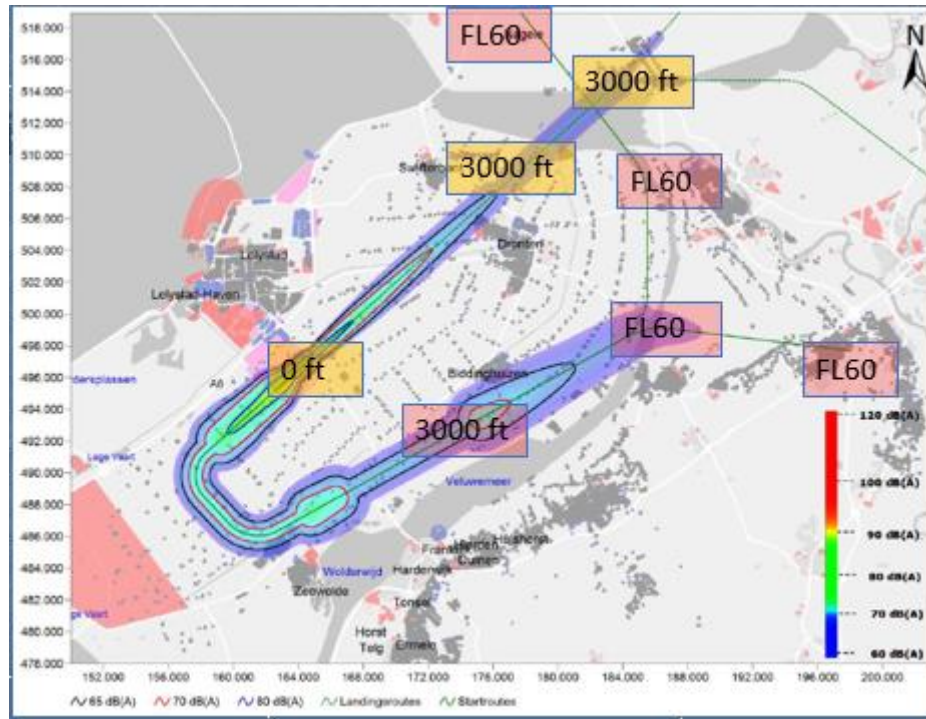 518.000
516.000
514.000
512.000
510.000
508.000
506.000
504.000
502.000
500.000
498.000
496.000
494.000
492.000
490.000
488.000
486.000
484.000
482.000
480.000
478.000
FL60
N
3000 ft
3000 ft
FL60
Dronten
Lelystad
Lelystad-Haven
FL60
0 ft
FL60
A6
Biddinghuizen
3000 ft
Lage Vaart
Veluwemeer
Harderwijk
Wolderwijd
Zeewolde
Tonsel
Horst
Telg
Ermelo
120 dB(A)
100 dB(A)
90 dB(A)
80 dB(A)
70 dB(A)
60 dB(A)
152.000 156.000 160.000 164.000 168.000 172.000 176.000 180.000 184.000 188.000 192.000 196.000 200.000
65 dB(A) 70 dB(A) 80 dB(A) Landingsroutes Startroutes